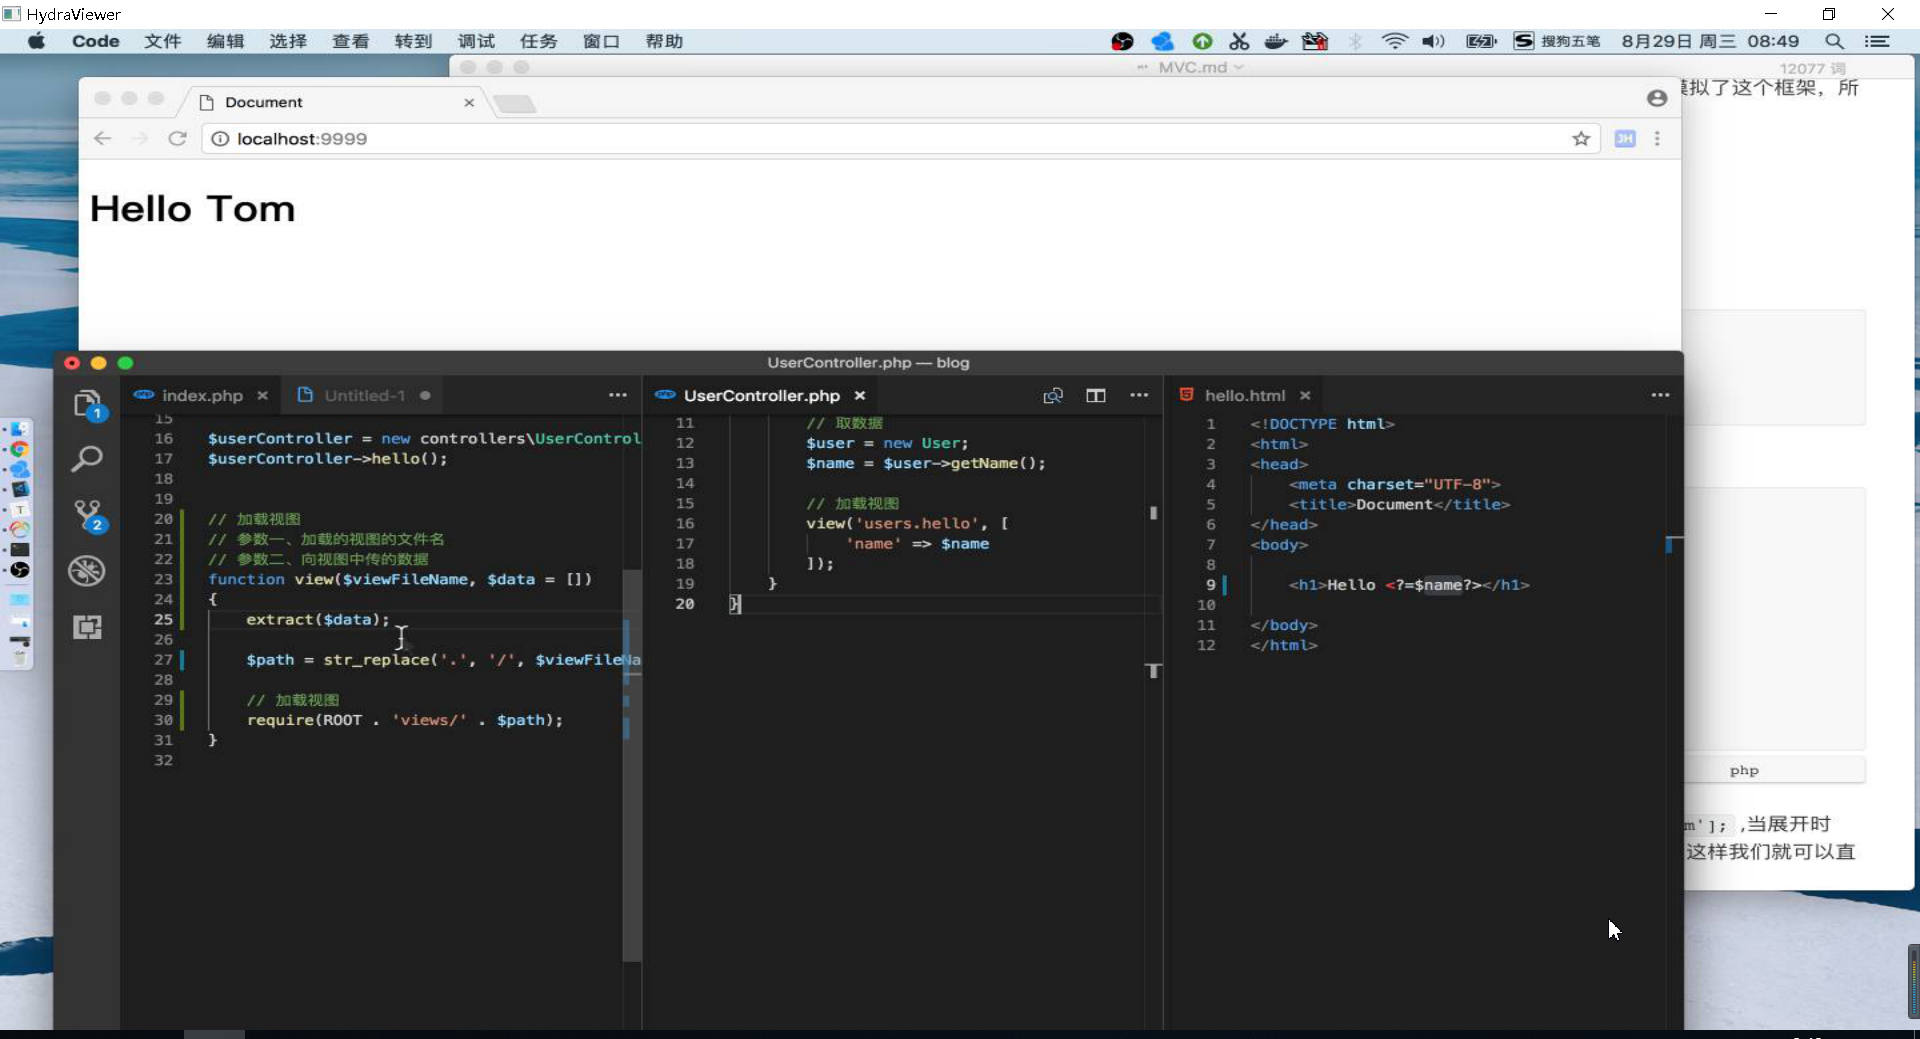 HydraViewer
Code 文件 编辑 选择 查看 转到 调试 任务 窗口 帮助 搜狗五笔 8月29日 周三 08:49
MVC.md 12077 词
拟了这个框架，所
Document
localhost:9999
JH
Hello Tom
UserController.php — blog
index.php Untitled-1
15
16 $userController = new controllers\UserControl
17 $userController->hello();
18
19
20 // 加载视图
21 // 参数一、加载的视图的文件名
22 // 参数二、向视图中传的数据
23 function view($viewFileName, $data = [])
24 {
25 extract($data);
26
27 $path = str_replace('.', '/', $viewFileNa
28
29 // 加载视图
30 require(ROOT . 'views/' . $path);
31 }
32
1
2
UserController.php
11 // 取数据
12 $user = new User;
13 $name = $user->getName();
14
15 // 加载视图
16 view('users.hello', [
17 'name' => $name
18 ]);
19 }
20 }
hello.html
1 <!DOCTYPE html>
2 <html>
3 <head>
4 <meta charset="UTF-8">
5 <title>Document</title>
6 </head>
7 <body>
8
9 <h1>Hello <?=$name?></h1>
10
11 </body>
12 </html>
php
m']; ,当展开时
这样我们就可以直